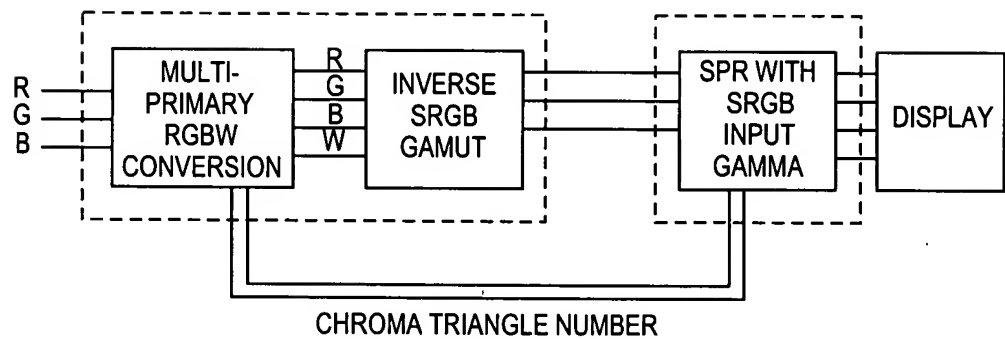 R
G
B
MULTI-
PRIMARY
RGBW
CONVERSION
R
G
B
W
INVERSE
SRGB
GAMUT
SPR WITH
SRGB
INPUT
GAMMA
DISPLAY
CHROMA TRIANGLE NUMBER